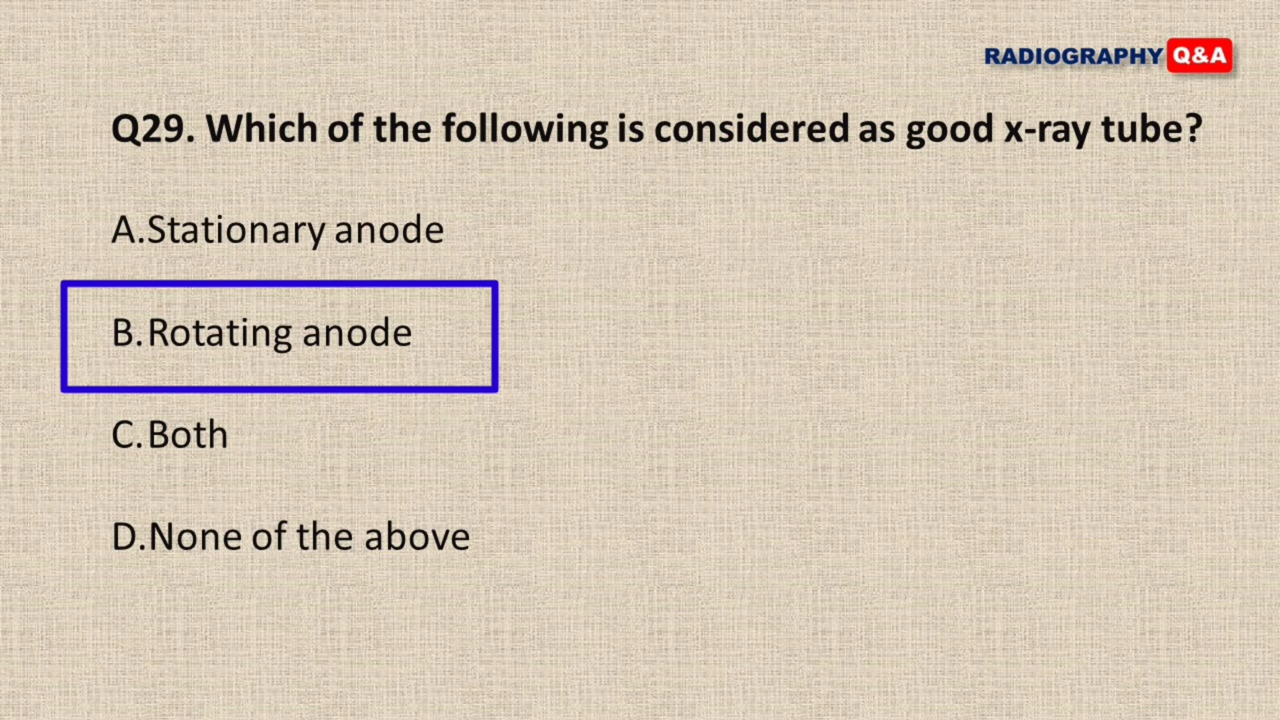 RADIOGRAPHY Q&A
Q29. Which of the following is considered as good x-ray tube?
A.Stationary anode
B.Rotating anode
C.Both
D.None of the above